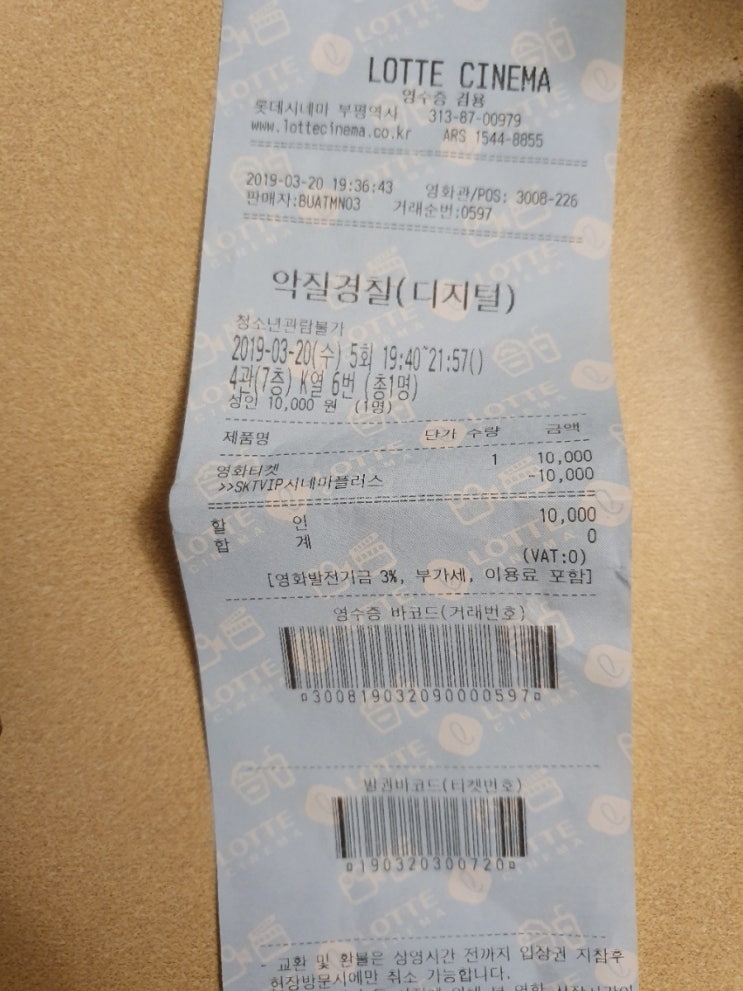 LOTTE CINEMA
영수증 겸용
롯데시네마 부평역사 313-87-00979
www.lottecinema.co.kr ARS 1544-8855
2019-03-20 19:36:43 영화관/POS: 3008-226
판매자:BUATMN03 거래순번:0597
악질경찰(디지털)
청소년관람불가
2019-03-20(수) 5회 19:40~21:57()
4관(7층) K열 6번 (총1명)
성인 10,000 원 (1명)
제품명 단가 수량 금액
영화티켓 1 10,000
>>SKTVIP시네마플러스 -10,000
할 인 10,000
합 계 0
(VAT:0)
[영화발전기금 3%, 부가세, 이용료 포함]
영수증 바코드(거래번호)
3008190320900000597
발권바코드(티켓번호)
190320300720
- 교환 및 환불은 상영시간 전까지 입장권 지참후
현장방문시에만 취소 가능합니다.